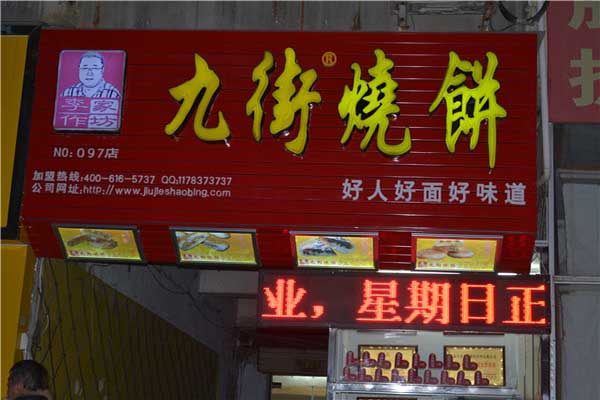 九街燒餅®
李家
作坊
NO: 097店
加盟热线:400-616-5737 QQ:1178373737
公司网址:http://www.jiujieshaobing.com
好人好面好味道
业，星期日正